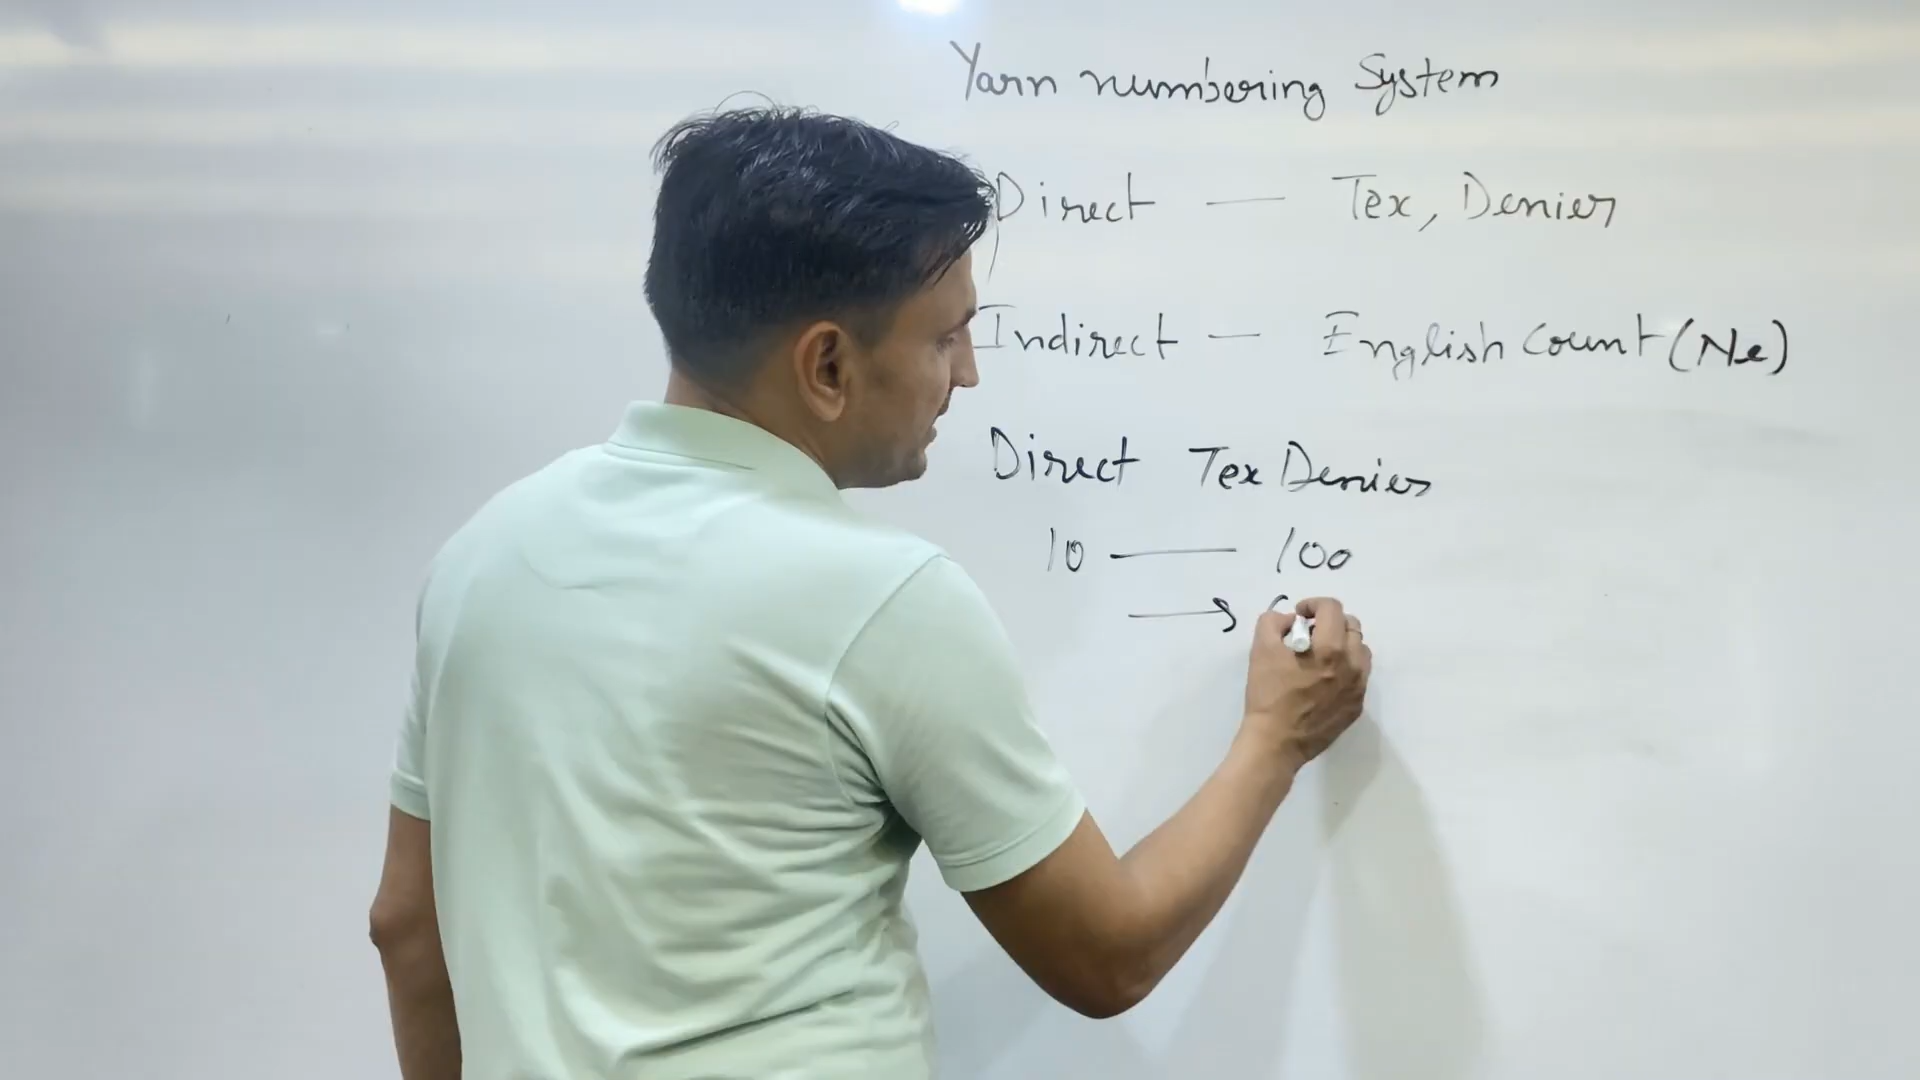 Yarn numbering System
Direct — Tex, Denier
Indirect — English Count (Ne)
Direct Tex Denier
10 — 100
→